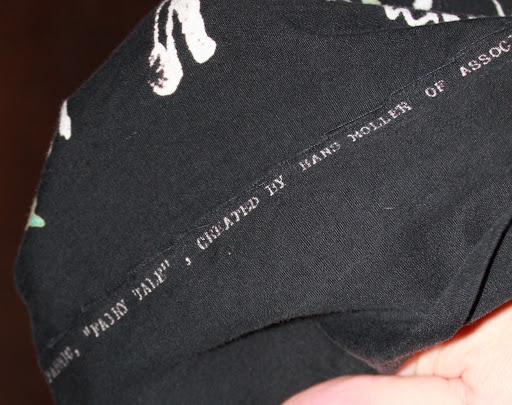 "FAIRY TALE", CREATED BY HANS MOLLER OF ASSOC